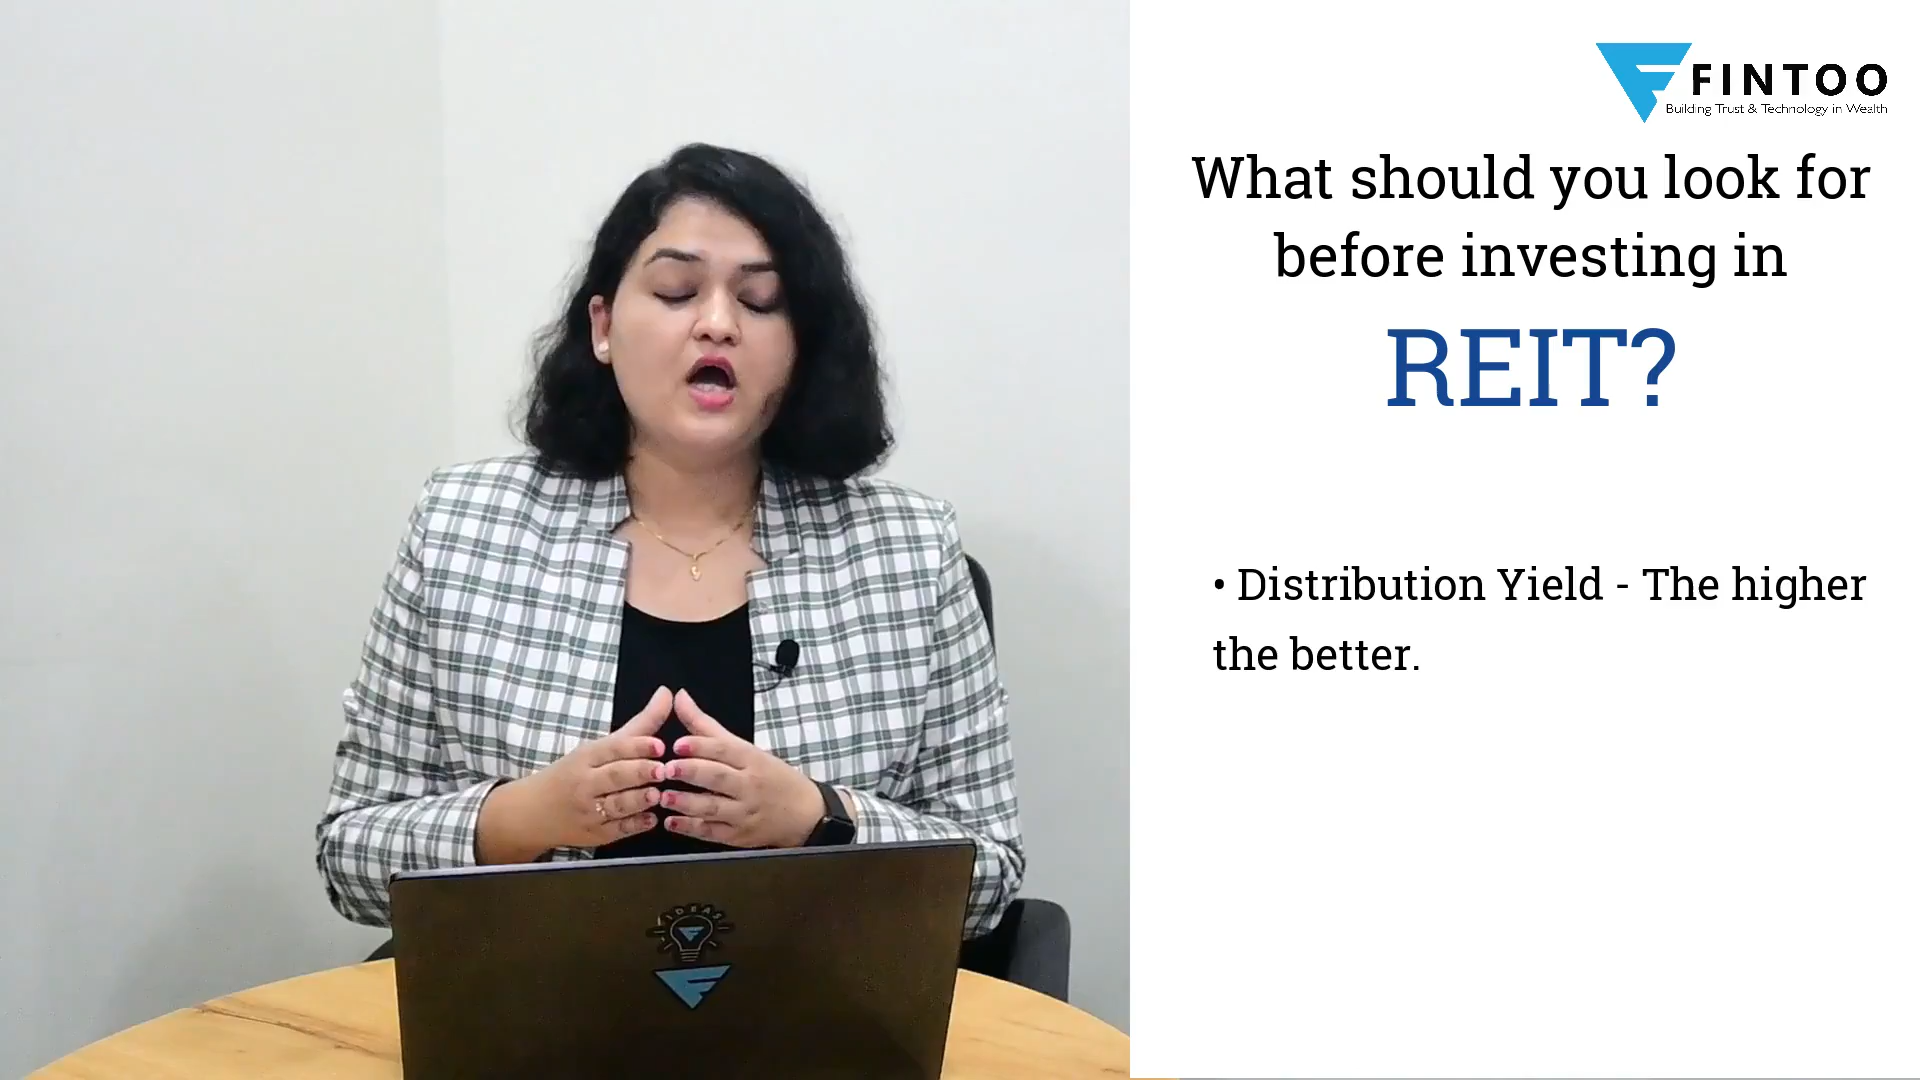 FINTOO
Building Trust & Technology in Wealth
What should you look for
before investing in
REIT?
• Distribution Yield - The higher
the better.
IDEAS